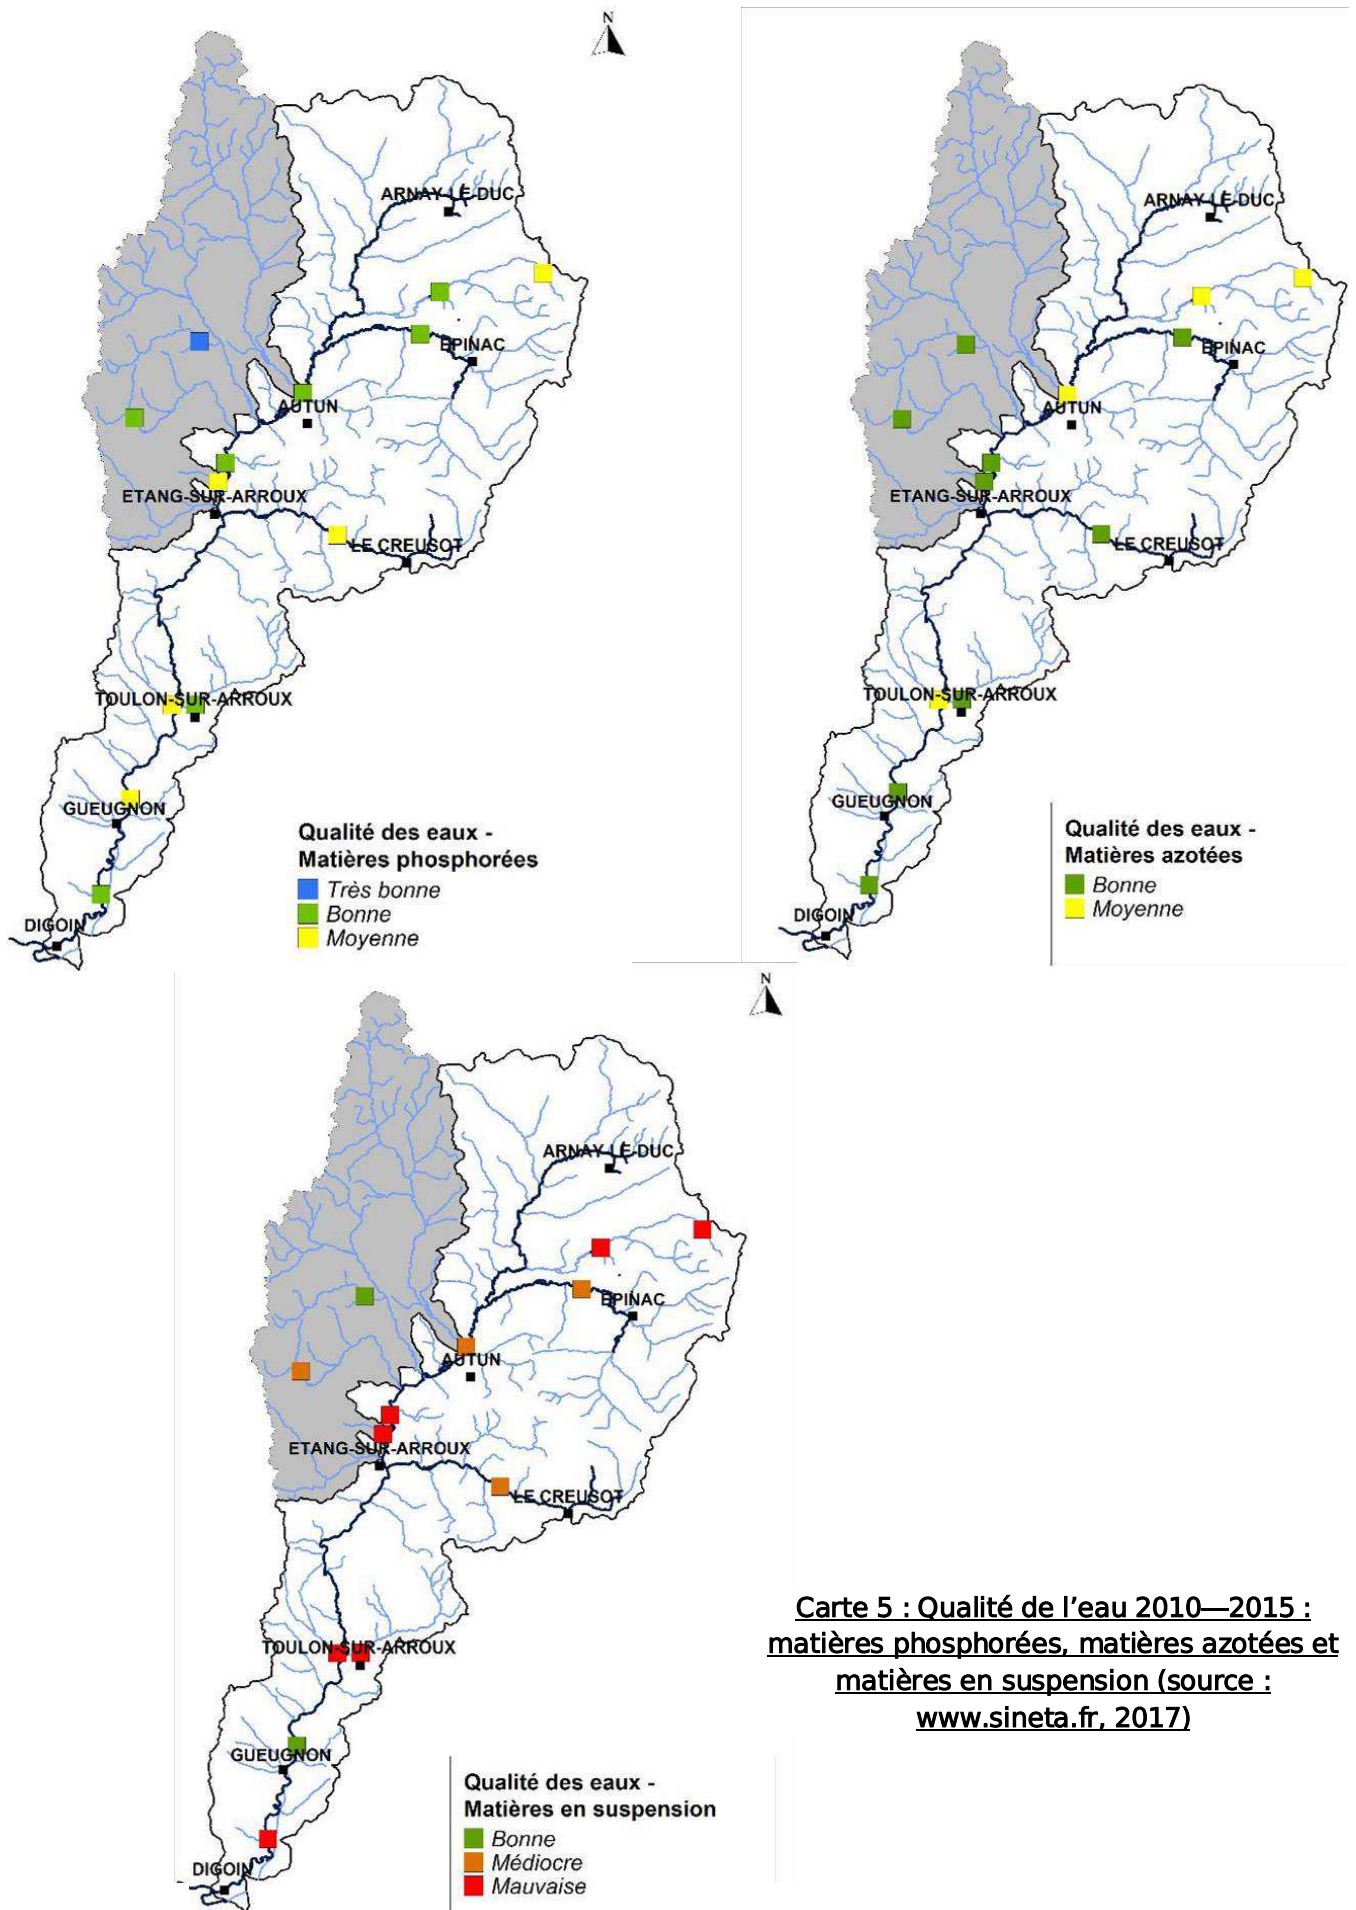 N
ARNAY-LE-DUC
EPINAC
AUTUN
ETANG-SUR-ARROUX
LE CREUSOT
TOULON-SUR-ARROUX
GUEUGNON
DIGOIN
Qualité des eaux -
Matières phosphorées
Très bonne
Bonne
Moyenne
ARNAY-LE-DUC
EPINAC
AUTUN
ETANG-SUR-ARROUX
LE CREUSOT
TOULON-SUR-ARROUX
GUEUGNON
DIGOIN
Qualité des eaux -
Matières azotées
Bonne
Moyenne
N
ARNAY-LE-DUC
EPINAC
AUTUN
ETANG-SUR-ARROUX
LE CREUSOT
TOULON-SUR-ARROUX
GUEUGNON
DIGOIN
Qualité des eaux -
Matières en suspension
Bonne
Médiocre
Mauvaise
Carte 5 : Qualité de l’eau 2010—2015 :
matières phosphorées, matières azotées et
matières en suspension (source :
www.sineta.fr, 2017)